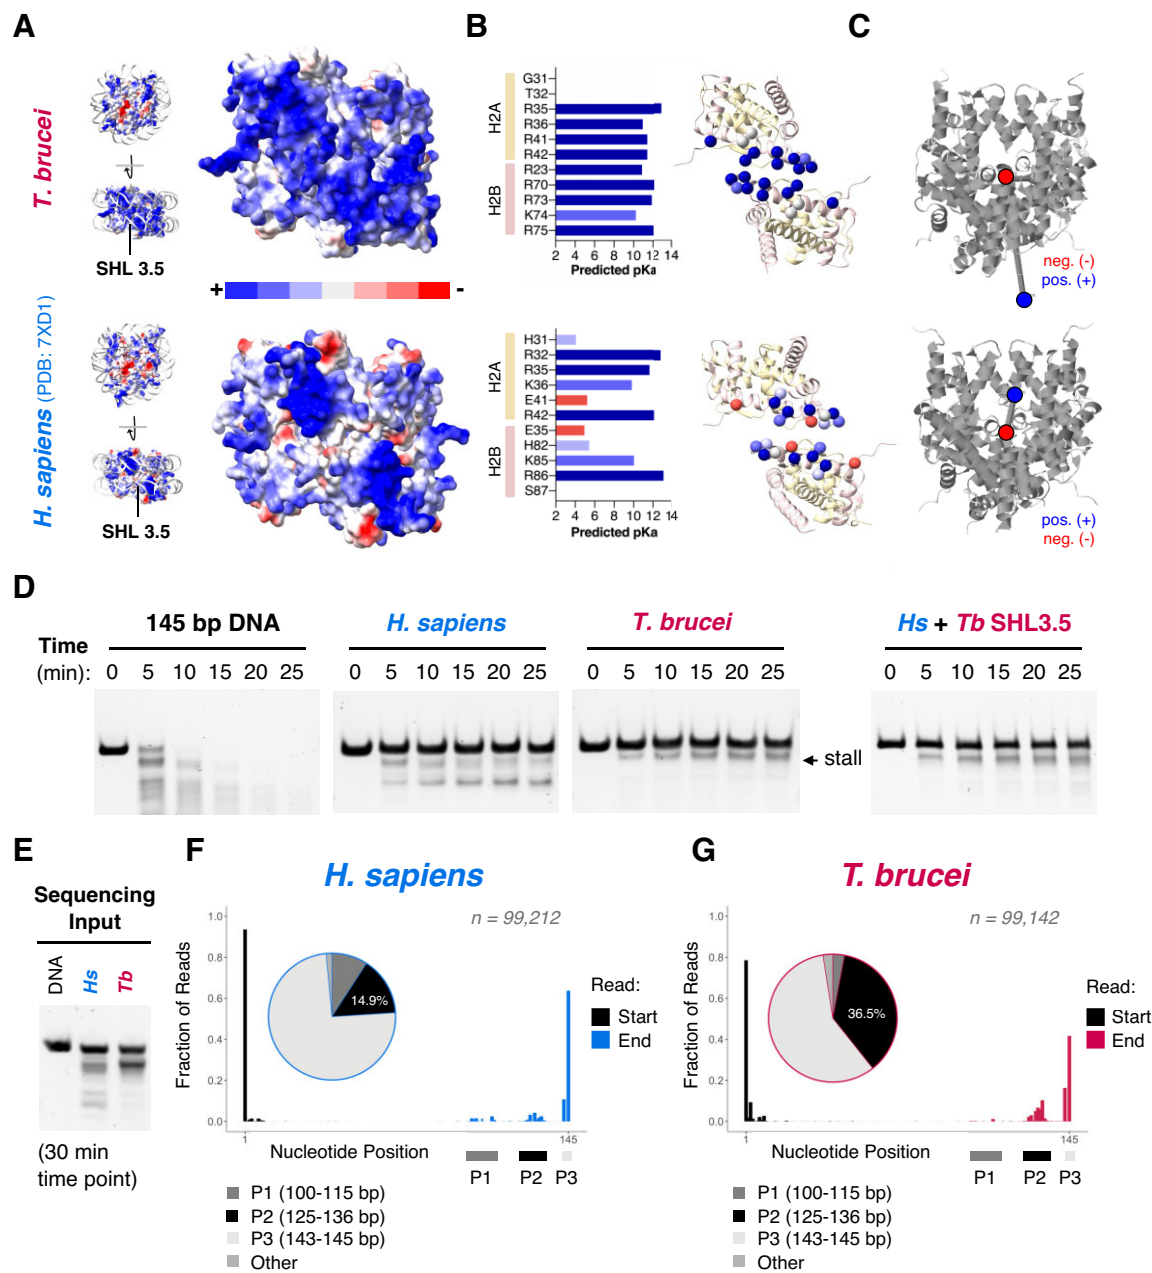 A
B
C
T. brucei
SHL 3.5
H2A
H2B
G31
T32
R35
R36
R41
R42
R23
R70
R73
K74
R75
2 4 6 8 10 12 14
Predicted pKa
neg. (-)
pos. (+)
+ -
H. sapiens (PDB: 7XD1)
SHL 3.5
H2A
H2B
H31
R32
R35
K36
E41
R42
E35
H82
K85
R86
S87
2 4 6 8 10 12 14
Predicted pKa
pos. (+)
neg. (-)
D
145 bp DNA
H. sapiens
T. brucei
Hs + Tb SHL3.5
Time
(min):
0 5 10 15 20 25
0 5 10 15 20 25
0 5 10 15 20 25
0 5 10 15 20 25
stall
E
Sequencing
Input
DNA
Hs
Tb
(30 min
time point)
F
H. sapiens
n = 99,212
Fraction of Reads
1.0
0.8
0.6
0.4
0.2
0.0
14.9%
Read:
Start
End
1
145
Nucleotide Position
P1 P2 P3
P1 (100-115 bp)
P2 (125-136 bp)
P3 (143-145 bp)
Other
G
T. brucei
n = 99,142
Fraction of Reads
1.0
0.8
0.6
0.4
0.2
0.0
36.5%
Read:
Start
End
1
145
Nucleotide Position
P1 P2 P3
P1 (100-115 bp)
P2 (125-136 bp)
P3 (143-145 bp)
Other